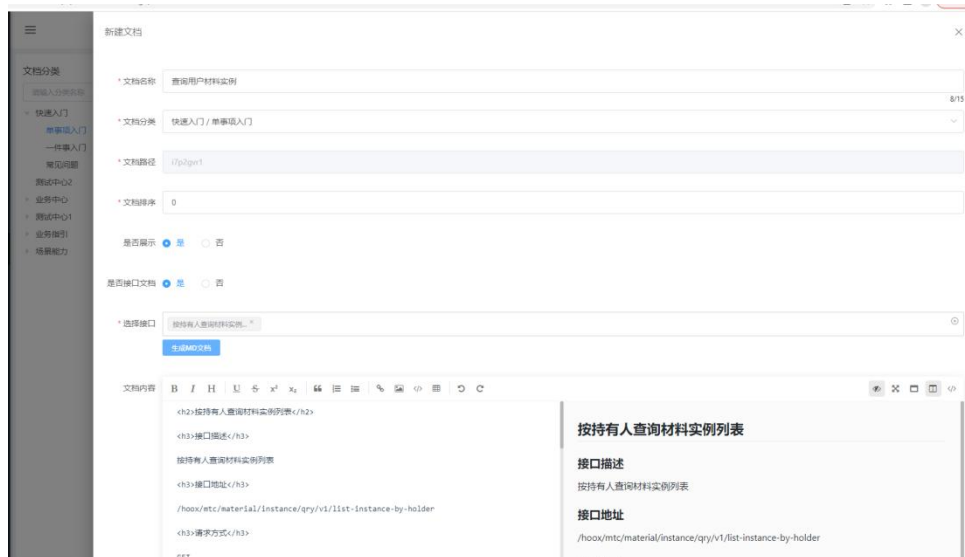 新建文档
文档分类
请输入分类名称
快速入门
单事项入门
一件事入门
常见问题
测试中心2
业务中心
测试中心1
业务指引
场景能力
* 文档名称 查询用户材料实例
8/15
* 文档分类 快速入门 / 单事项入门
* 文档路径 i7p2gvr1
* 文档排序 0
是否展示 是 否
是否接口文档 是 否
* 选择接口 按持有人查询材料实例...
生成MD文档
文档内容
<h2>按持有人查询材料实例列表</h2>
<h3>接口描述</h3>
按持有人查询材料实例列表
<h3>接口地址</h3>
/hoox/mtc/material/instance/qry/v1/list-instance-by-holder
<h3>请求方式</h3>
GET
按持有人查询材料实例列表
接口描述
按持有人查询材料实例列表
接口地址
/hoox/mtc/material/instance/qry/v1/list-instance-by-holder